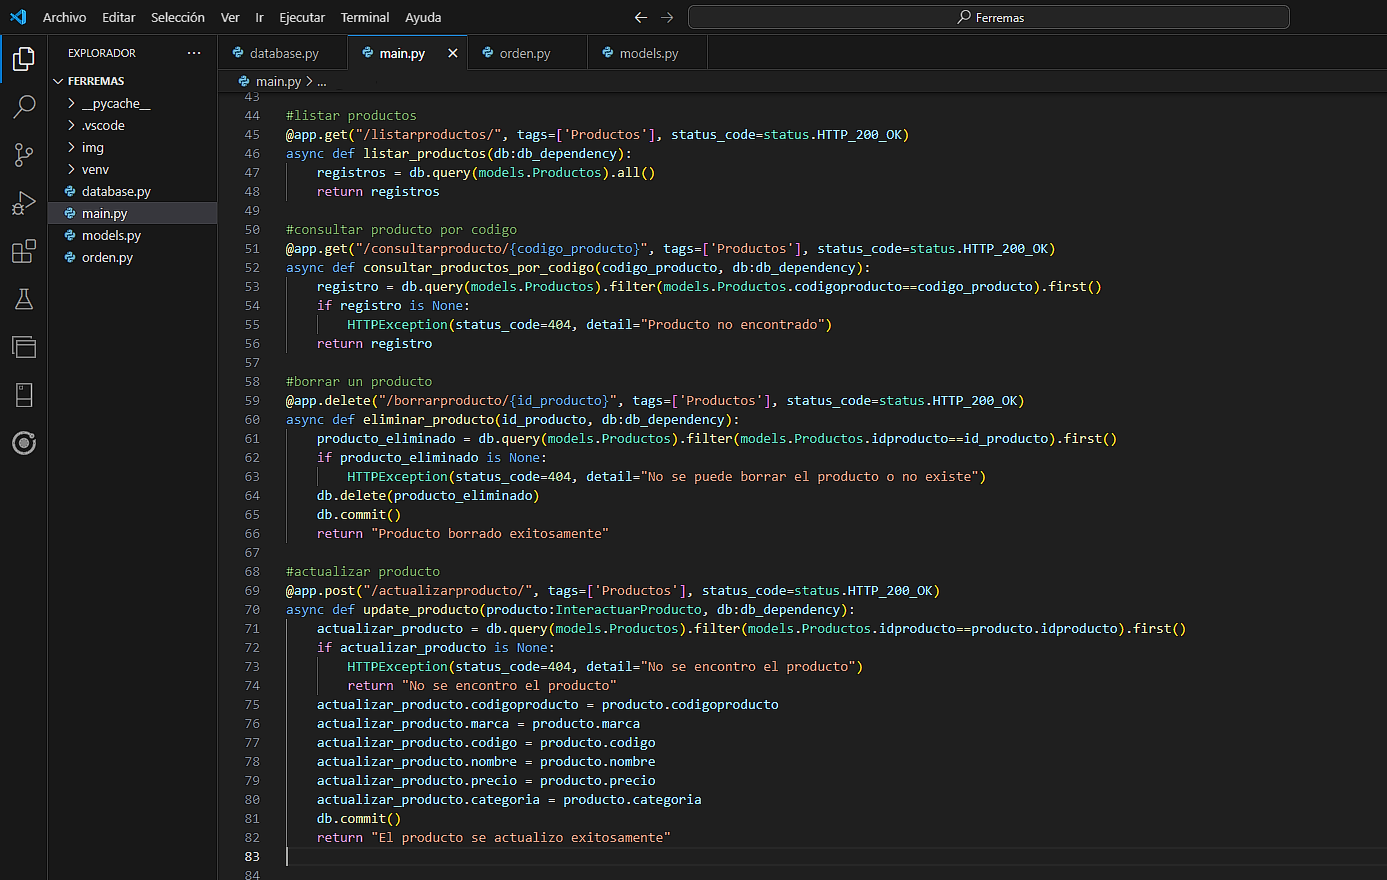 Archivo Editar Selección Ver Ir Ejecutar Terminal Ayuda
Ferremas
EXPLORADOR ...
FERREMAS
__pycache__
.vscode
img
venv
database.py
main.py
models.py
orden.py
database.py main.py orden.py models.py
main.py > ...
43
44 #listar productos
45 @app.get("/listarproductos/", tags=['Productos'], status_code=status.HTTP_200_OK)
46 async def listar_productos(db:db_dependency):
47     registros = db.query(models.Productos).all()
48     return registros
49
50 #consultar producto por codigo
51 @app.get("/consultarproducto/{codigo_producto}", tags=['Productos'], status_code=status.HTTP_200_OK)
52 async def consultar_productos_por_codigo(codigo_producto, db:db_dependency):
53     registro = db.query(models.Productos).filter(models.Productos.codigoproducto==codigo_producto).first()
54     if registro is None:
55         HTTPException(status_code=404, detail="Producto no encontrado")
56     return registro
57
58 #borrar un producto
59 @app.delete("/borrarproducto/{id_producto}", tags=['Productos'], status_code=status.HTTP_200_OK)
60 async def eliminar_producto(id_producto, db:db_dependency):
61     producto_eliminado = db.query(models.Productos).filter(models.Productos.idproducto==id_producto).first()
62     if producto_eliminado is None:
63         HTTPException(status_code=404, detail="No se puede borrar el producto o no existe")
64     db.delete(producto_eliminado)
65     db.commit()
66     return "Producto borrado exitosamente"
67
68 #actualizar producto
69 @app.post("/actualizarproducto/", tags=['Productos'], status_code=status.HTTP_200_OK)
70 async def update_producto(producto:InteractuarProducto, db:db_dependency):
71     actualizar_producto = db.query(models.Productos).filter(models.Productos.idproducto==producto.idproducto).first()
72     if actualizar_producto is None:
73         HTTPException(status_code=404, detail="No se encontro el producto")
74         return "No se encontro el producto"
75     actualizar_producto.codigoproducto = producto.codigoproducto
76     actualizar_producto.marca = producto.marca
77     actualizar_producto.codigo = producto.codigo
78     actualizar_producto.nombre = producto.nombre
79     actualizar_producto.precio = producto.precio
80     actualizar_producto.categoria = producto.categoria
81     db.commit()
82     return "El producto se actualizo exitosamente"
83
84